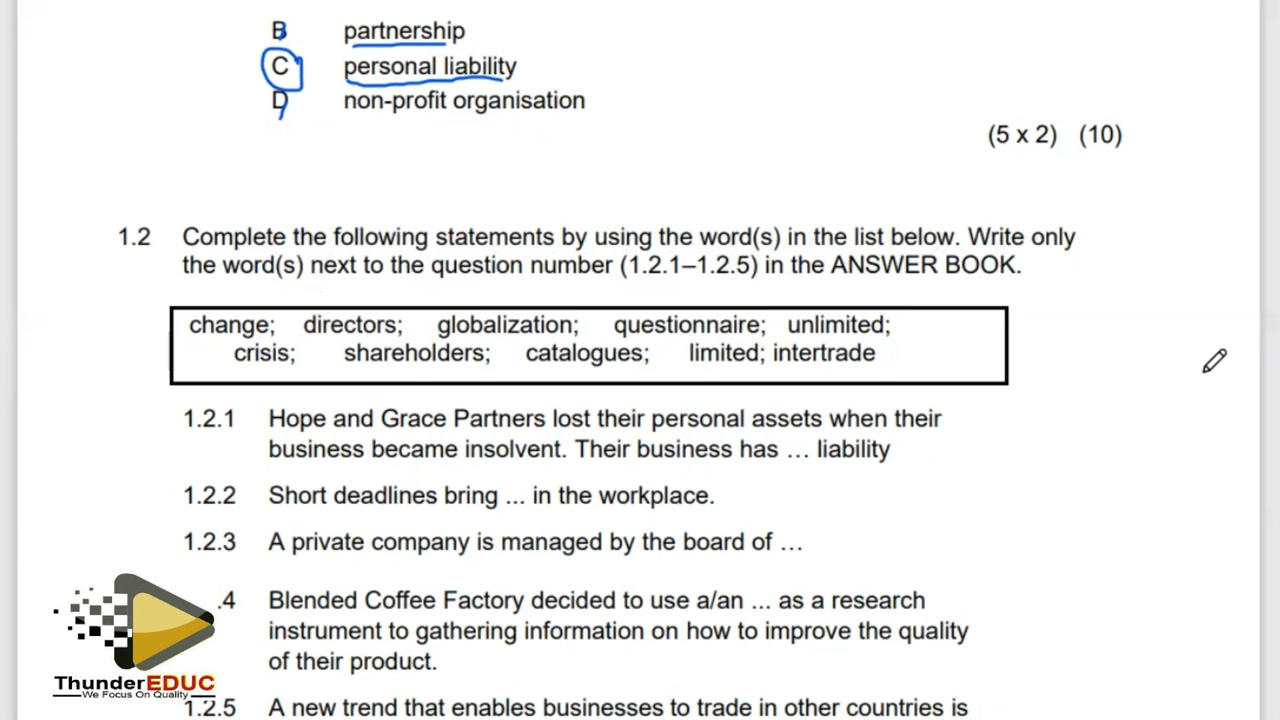 B partnership
C personal liability
D non-profit organisation
(5 x 2) (10)
1.2 Complete the following statements by using the word(s) in the list below. Write only
the word(s) next to the question number (1.2.1–1.2.5) in the ANSWER BOOK.
change; directors; globalization; questionnaire; unlimited;
crisis; shareholders; catalogues; limited; intertrade
1.2.1 Hope and Grace Partners lost their personal assets when their
business became insolvent. Their business has … liability
1.2.2 Short deadlines bring ... in the workplace.
1.2.3 A private company is managed by the board of …
.4 Blended Coffee Factory decided to use a/an ... as a research
instrument to gathering information on how to improve the quality
of their product.
ThunderEDUC
We Focus On Quality
1.2.5 A new trend that enables businesses to trade in other countries is